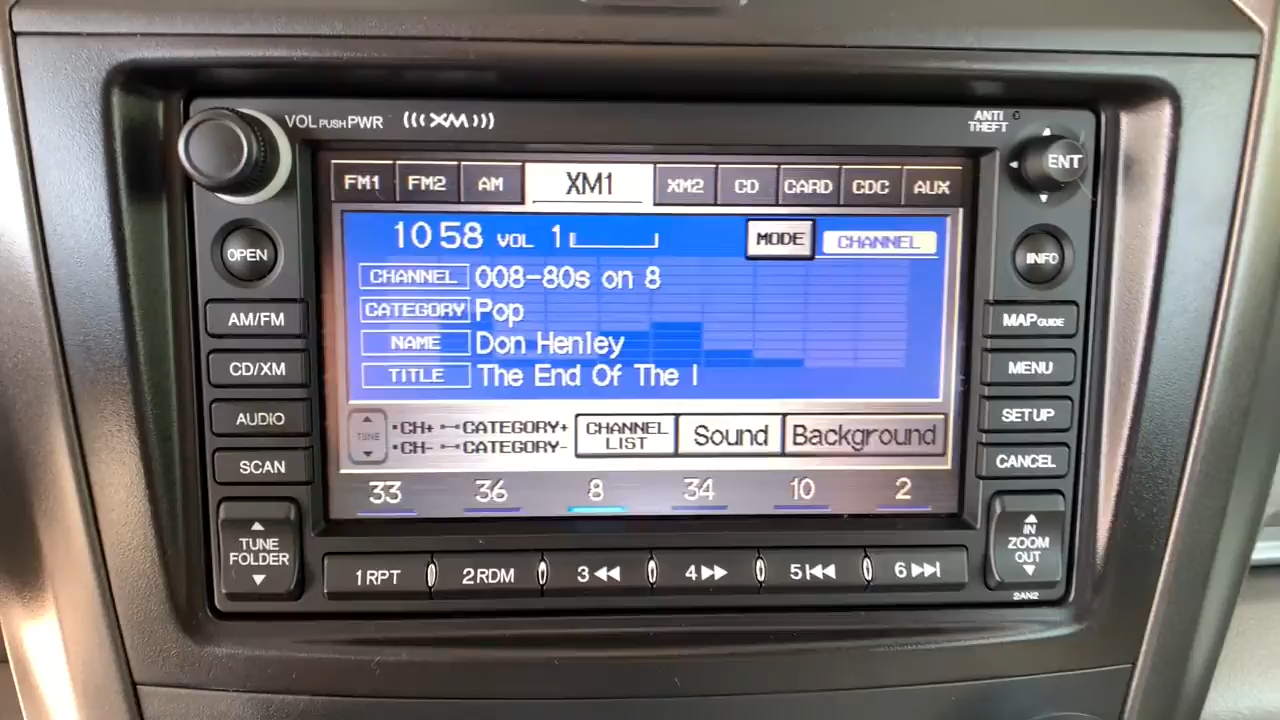 VOL PUSH PWR (((XM)))
ANTI THEFT
ENT
FM1 FM2 AM XM1 XM2 CD CARD CDC AUX
10 58 VOL 1 MODE CHANNEL
OPEN
INFO
CHANNEL 008-80s on 8
CATEGORY Pop
NAME Don Henley
TITLE The End Of The I
AM/FM
CD/XM
AUDIO
SCAN
MAP GUIDE
MENU
SETUP
CANCEL
TUNE
•CH+ •–•CATEGORY+
•CH- •–•CATEGORY-
CHANNEL LIST
Sound
Background
33 36 8 34 10 2
TUNE
FOLDER
IN
ZOOM
OUT
1 RPT 2 RDM 3 ◀◀ 4 ▶▶ 5 |◀◀ 6 ▶▶|
2AN2